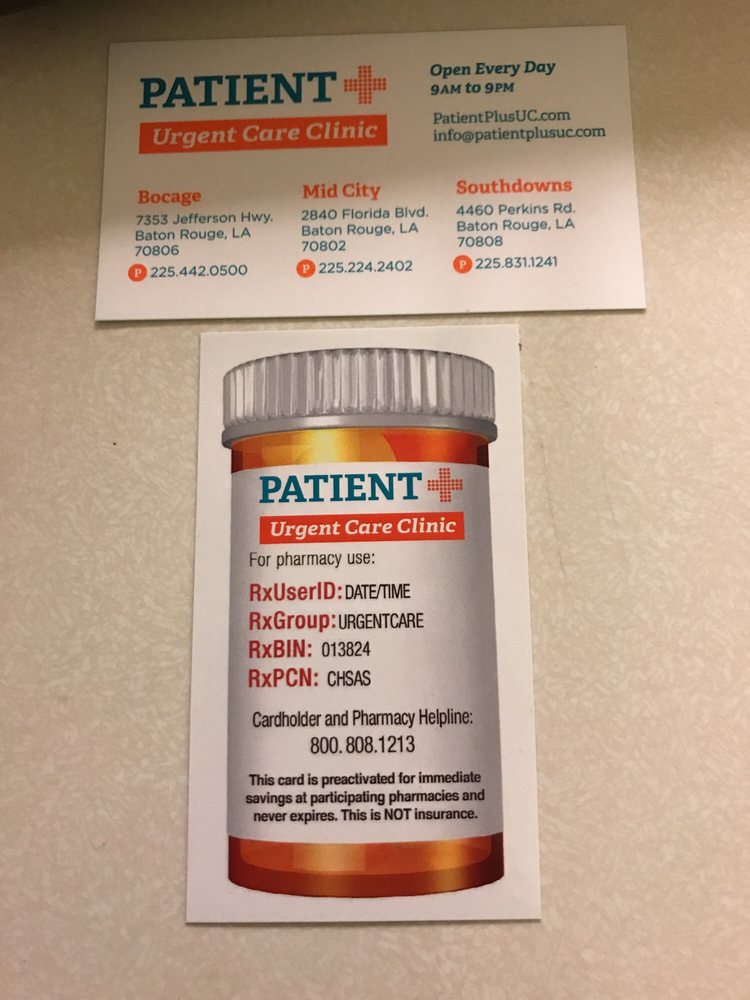 PATIENT
Urgent Care Clinic
Open Every Day
9AM to 9PM
PatientPlusUC.com
info@patientplusuc.com
Bocage
7353 Jefferson Hwy.
Baton Rouge, LA
70806
P 225.442.0500
Mid City
2840 Florida Blvd.
Baton Rouge, LA
70802
P 225.224.2402
Southdowns
4460 Perkins Rd.
Baton Rouge, LA
70808
P 225.831.1241
PATIENT
Urgent Care Clinic
For pharmacy use:
RxUserID: DATE/TIME
RxGroup: URGENTCARE
RxBIN: 013824
RxPCN: CHSAS
Cardholder and Pharmacy Helpline:
800.808.1213
This card is preactivated for immediate
savings at participating pharmacies and
never expires. This is NOT insurance.